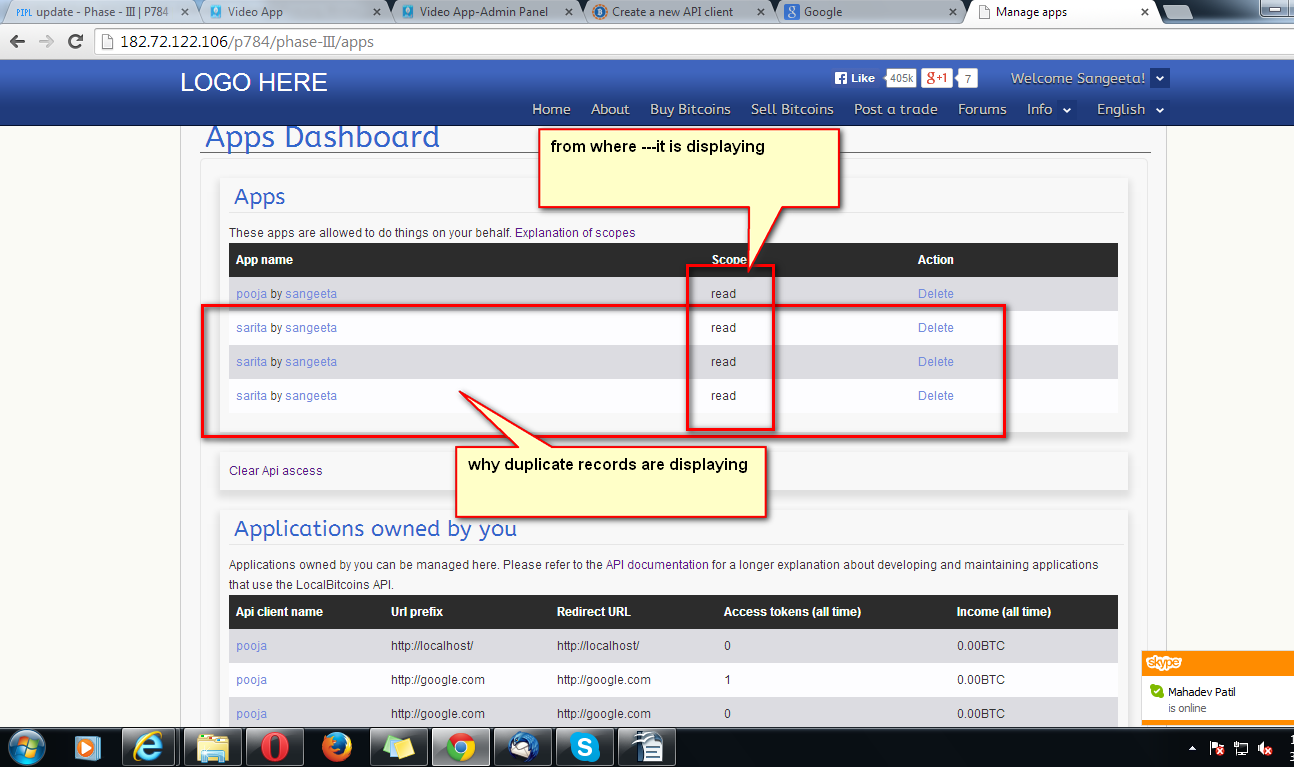 PIPL update - Phase - III | P784
Video App
Video App-Admin Panel
Create a new API client
Google
Manage apps
182.72.122.106/p784/phase-III/apps
LOGO HERE
Like 405k +1 7 Welcome Sangeeta!
Home About Buy Bitcoins Sell Bitcoins Post a trade Forums Info English
Apps Dashboard
from where ---it is displaying
Apps
These apps are allowed to do things on your behalf. Explanation of scopes
App name Scope Action
pooja by sangeeta read Delete
sarita by sangeeta read Delete
sarita by sangeeta read Delete
sarita by sangeeta read Delete
why duplicate records are displaying
Clear Api ascess
Applications owned by you
Applications owned by you can be managed here. Please refer to the API documentation for a longer explanation about developing and maintaining applications
that use the LocalBitcoins API.
Api client name Url prefix Redirect URL Access tokens (all time) Income (all time)
pooja http://localhost/ http://localhost/ 0 0.00BTC
pooja http://google.com http://google.com 1 0.00BTC
pooja http://google.com http://google.com 0 0.00BTC
skype
Mahadev Patil
is online